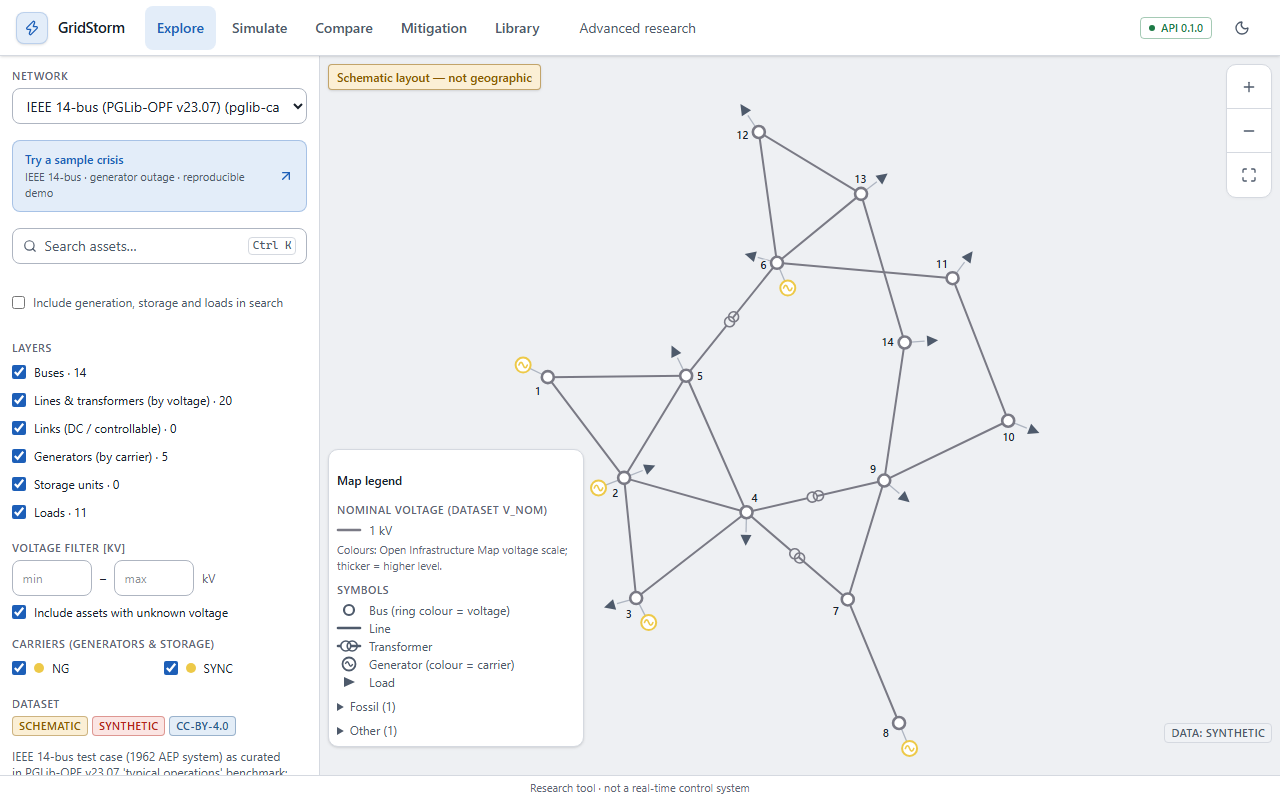 GridStorm
Explore
Simulate
Compare
Mitigation
Library
Advanced research
API 0.1.0
NETWORK
IEEE 14-bus (PGLib-OPF v23.07) (pglib-ca
Try a sample crisis
IEEE 14-bus · generator outage · reproducible
demo
Search assets...
Ctrl K
Include generation, storage and loads in search
LAYERS
Buses · 14
Lines & transformers (by voltage) · 20
Links (DC / controllable) · 0
Generators (by carrier) · 5
Storage units · 0
Loads · 11
VOLTAGE FILTER [KV]
min – max kV
Include assets with unknown voltage
CARRIERS (GENERATORS & STORAGE)
NG
SYNC
DATASET
SCHEMATIC
SYNTHETIC
CC-BY-4.0
IEEE 14-bus test case (1962 AEP system) as curated
in PGLib-OPF v23.07 'typical operations' benchmark:
Schematic layout — not geographic
12
13
6
11
14
5
1
10
9
2
4
3
7
8
Map legend
NOMINAL VOLTAGE (DATASET V_NOM)
1 kV
Colours: Open Infrastructure Map voltage scale;
thicker = higher level.
SYMBOLS
Bus (ring colour = voltage)
Line
Transformer
Generator (colour = carrier)
Load
Fossil (1)
Other (1)
DATA: SYNTHETIC
Research tool · not a real-time control system